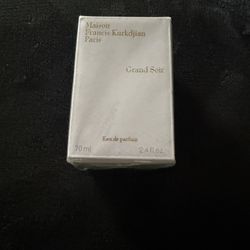 Maison
Francis Kurkdjian
Paris
Grand Soir
Eau de parfum
70 ml 2.4 fl.oz.